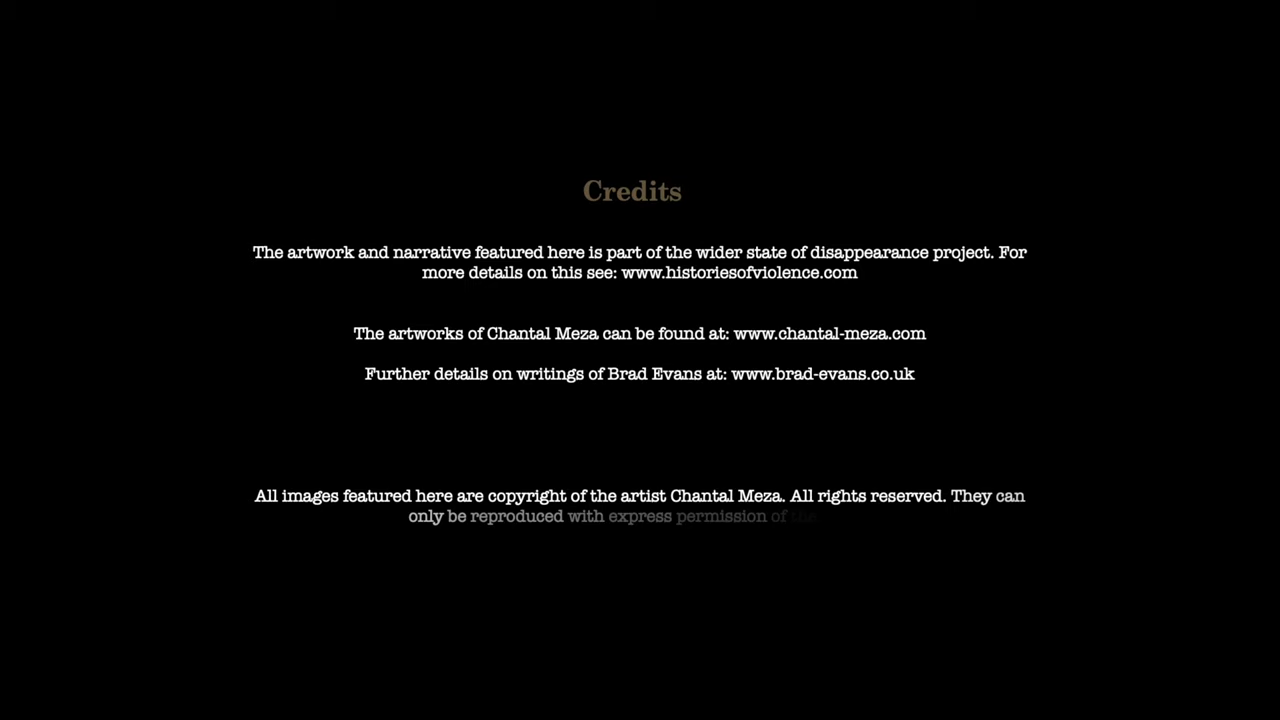 Credits
The artwork and narrative featured here is part of the wider state of disappearance project. For
more details on this see: www.historiesofviolence.com
The artworks of Chantal Meza can be found at: www.chantal-meza.com
Further details on writings of Brad Evans at: www.brad-evans.co.uk
All images featured here are copyright of the artist Chantal Meza. All rights reserved. They can
only be reproduced with express permission of the